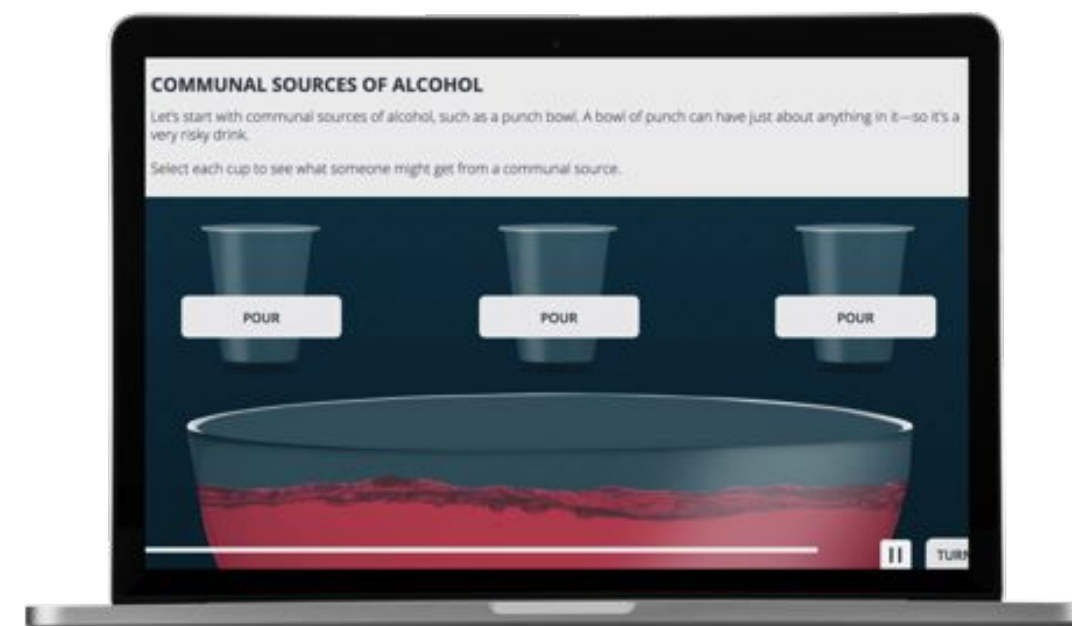 COMMUNAL SOURCES OF ALCOHOL
Let's start with communal sources of alcohol, such as a punch bowl. A bowl of punch can have just about anything in it—so it's a
very risky drink.
Select each cup to see what someone might get from a communal source.
POUR
POUR
POUR
TURN